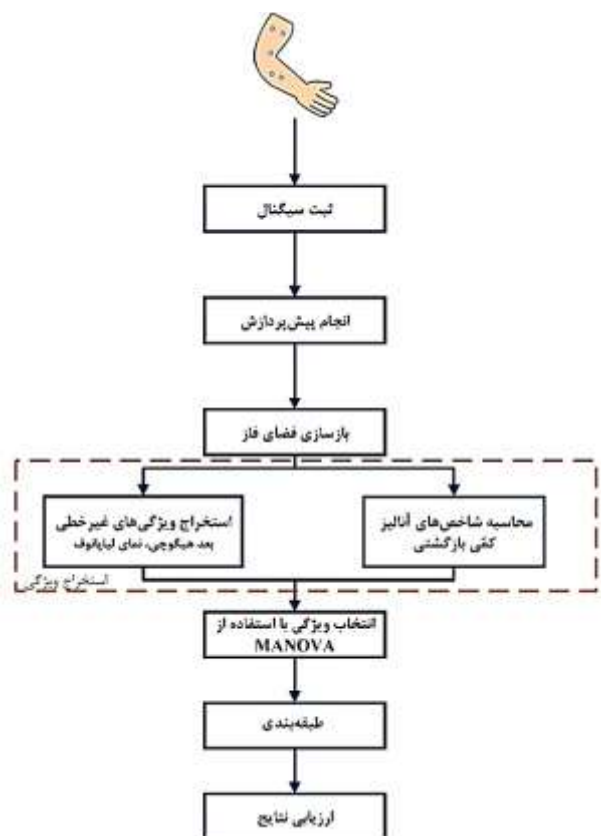 ثبت سیگنال
انجام پیش‌پردازش
بازسازی فضای فاز
محاسبه شاخص‌های آنالیز
کمّی بازگشتی
استخراج ویژگی‌های غیرخطی
بعد هیگوچی، نمای لیاپانوف
استخراج ویژگی
انتخاب ویژگی با استفاده از
MANOVA
طبقه‌بندی
ارزیابی نتایج